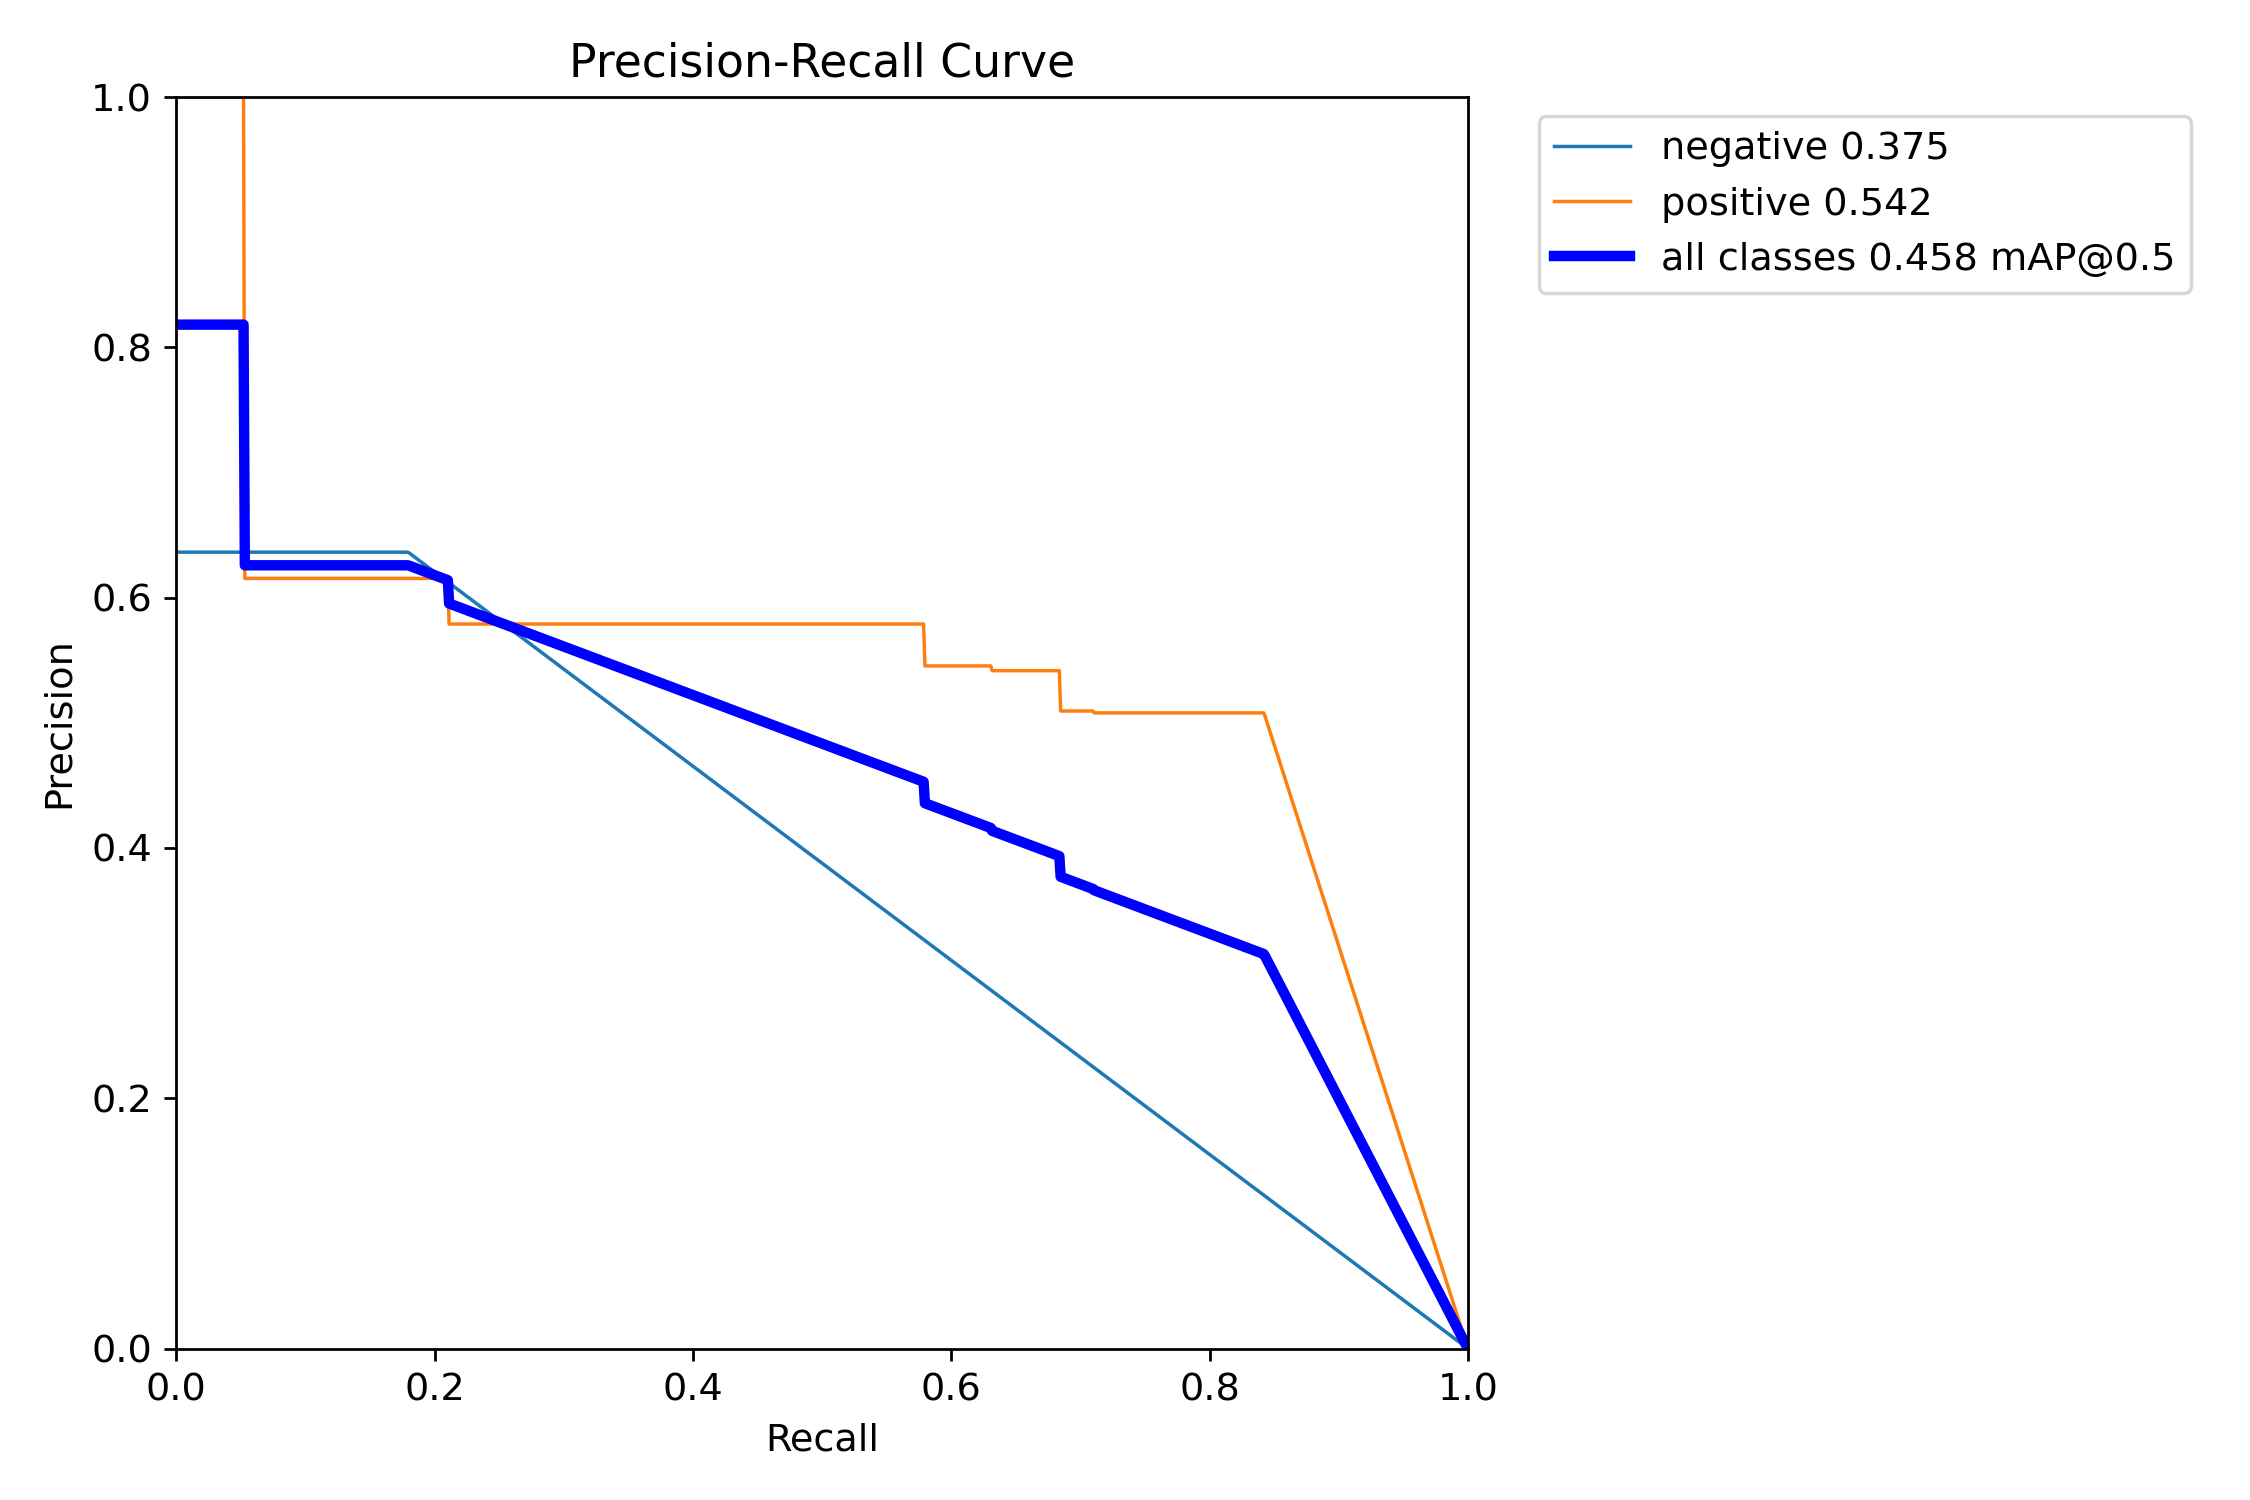 Precision-Recall Curve
1.0
0.8
0.6
0.4
0.2
0.0
Precision
0.0 0.2 0.4 0.6 0.8 1.0
Recall
negative 0.375
positive 0.542
all classes 0.458 mAP@0.5